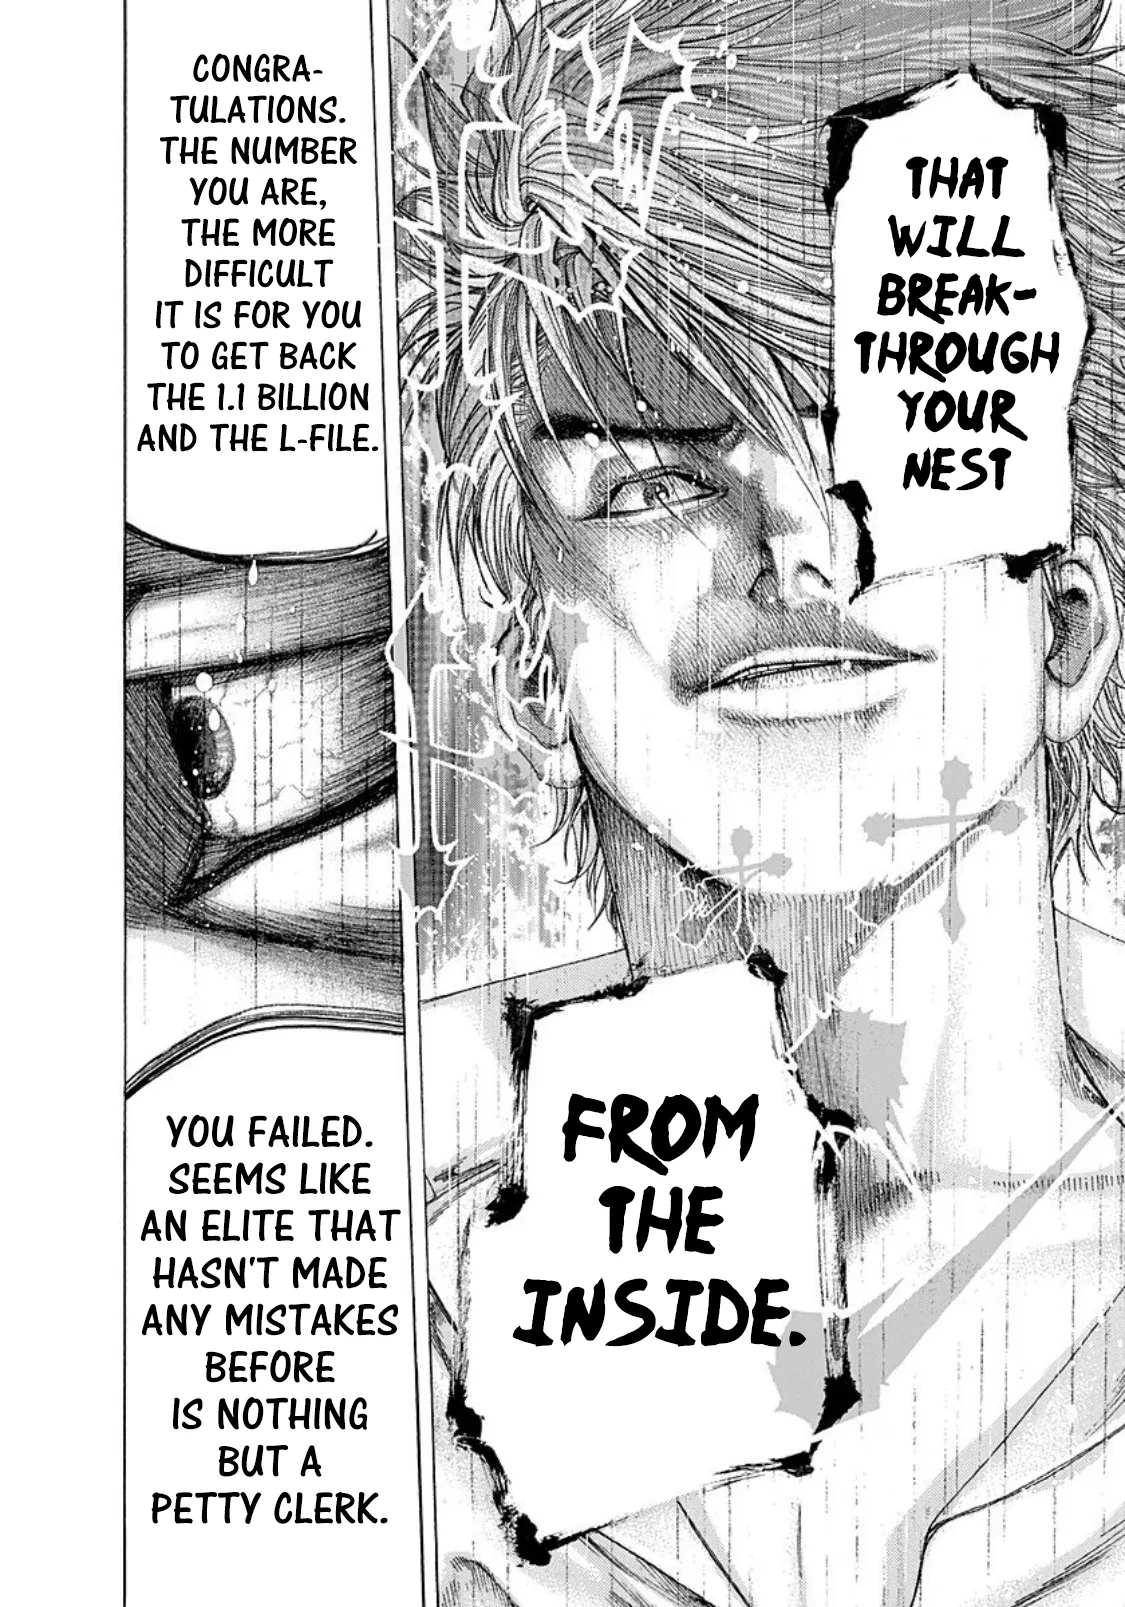 THAT
WILL
BREAK-
THROUGH
YOUR
NEST
FROM
THE
INSIDE.
CONGRA-
TULATIONS.
THE NUMBER
YOU ARE,
THE MORE
DIFFICULT
IT IS FOR YOU
TO GET BACK
THE 1.1 BILLION
AND THE L-FILE.
YOU FAILED.
SEEMS LIKE
AN ELITE THAT
HASN'T MADE
ANY MISTAKES
BEFORE
IS NOTHING
BUT A
PETTY CLERK.